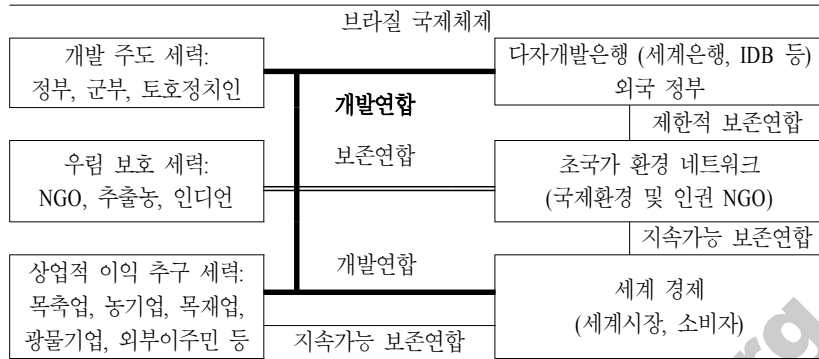 브라질 국제체제
개발 주도 세력:
정부, 군부, 토호정치인
다자개발은행 (세계은행, IDB 등)
외국 정부
개발연합
제한적 보존연합
보존연합
우림 보호 세력:
NGO, 추출농, 인디언
초국가 환경 네트워크
(국제환경 및 인권 NGO)
지속가능 보존연합
개발연합
상업적 이익 추구 세력:
목축업, 농기업, 목재업,
광물기업, 외부이주민 등
세계 경제
(세계시장, 소비자)
지속가능 보존연합